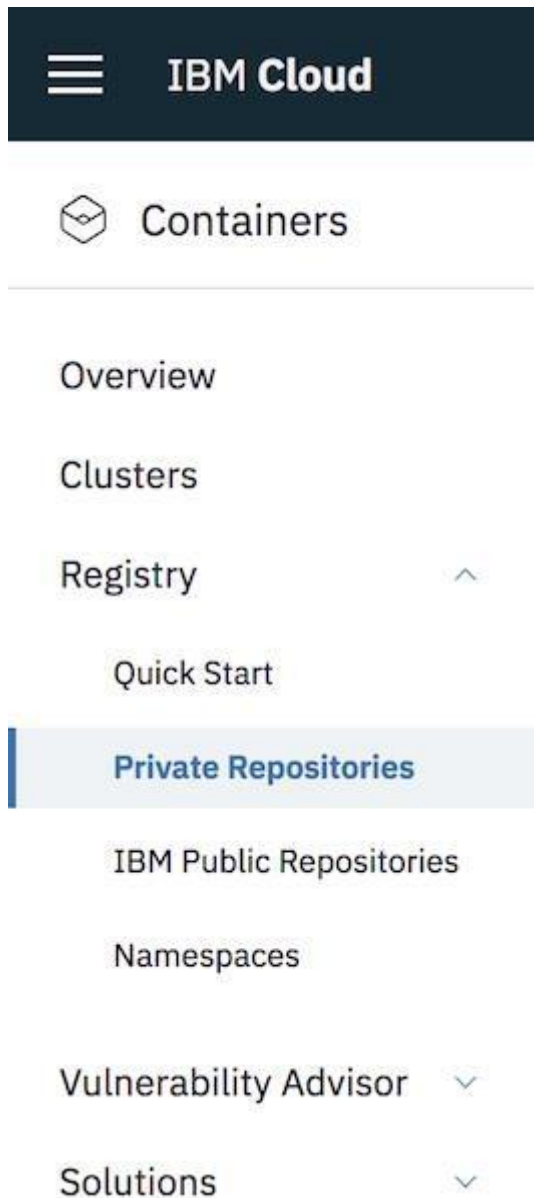 IBM Cloud
Containers
Overview
Clusters
Registry
Quick Start
Private Repositories
IBM Public Repositories
Namespaces
Vulnerability Advisor
Solutions